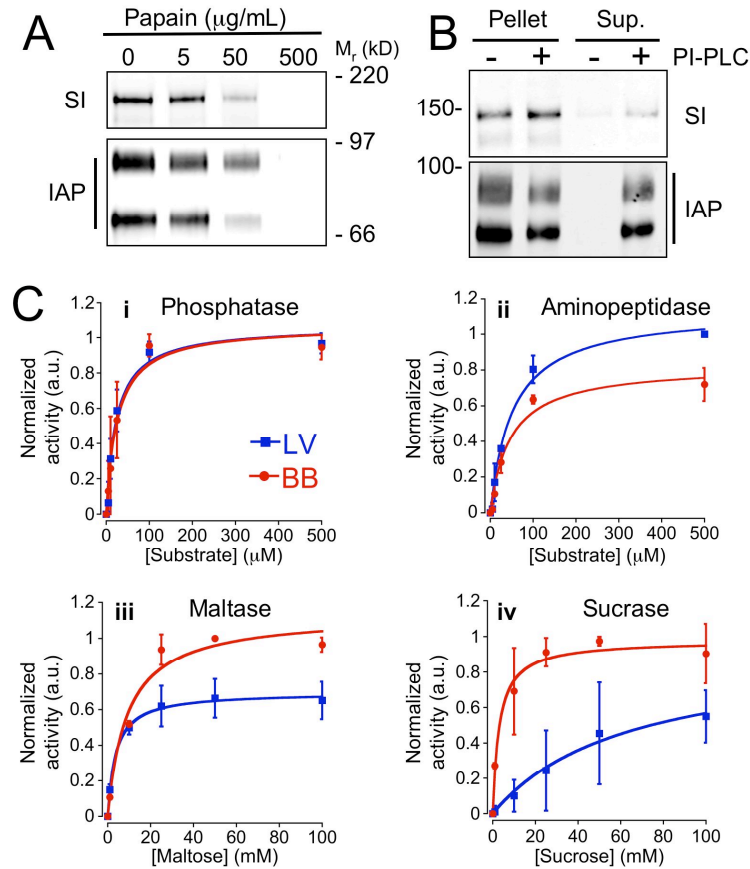 A
Papain (μg/mL)
0 5 50 500
Mr (kD)
SI
- 220
- 97
IAP
- 66
B
Pellet Sup.
- + - + PI-PLC
150-
SI
100-
IAP
C
i Phosphatase
Normalized
activity (a.u.)
1.2
1
0.8
0.6
0.4
0.2
0
LV
BB
0 100 200 300 400 500
[Substrate] (μM)
ii Aminopeptidase
Normalized
activity (a.u.)
1.2
1
0.8
0.6
0.4
0.2
0
0 100 200 300 400 500
[Substrate] (μM)
iii Maltase
Normalized
activity (a.u.)
1.2
1
0.8
0.6
0.4
0.2
0
0 20 40 60 80 100
[Maltose] (mM)
iv Sucrase
Normalized
activity (a.u.)
1.2
1
0.8
0.6
0.4
0.2
0
0 20 40 60 80 100
[Sucrose] (mM)